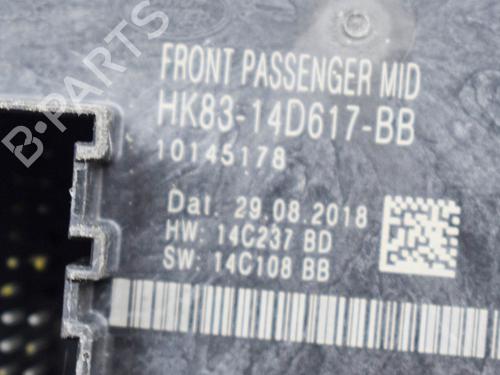 B-PARTS
FRONT PASSENGER MID
HK83-14D617-BB
10145178
Dat. 29.08.2018
HW: 14C237 BD
SW: 14C108 BB